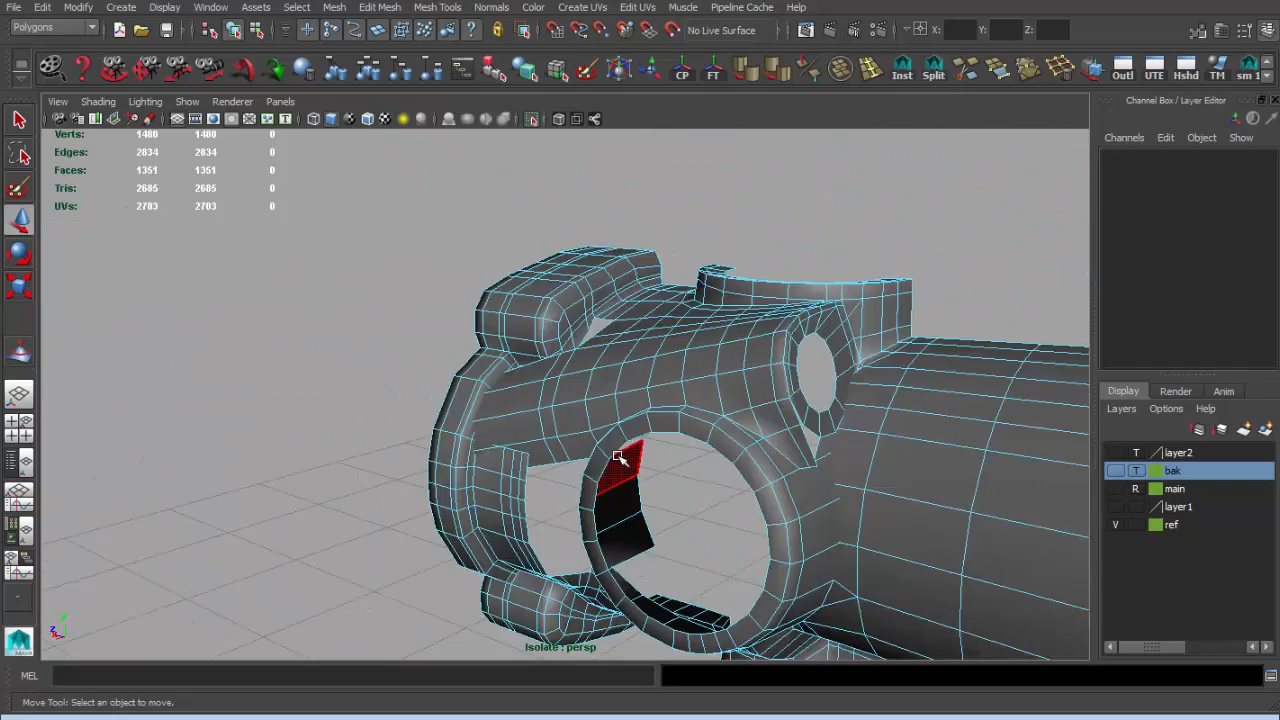 File Edit Modify Create Display Window Assets Select Mesh Edit Mesh Mesh Tools Normals Color Create UVs Edit UVs Muscle Pipeline Cache Help
Polygons No Live Surface X: Y: Z:
CP FT Inst Split Outl UTE Hshd TM sm 1
View Shading Lighting Show Renderer Panels
Channel Box / Layer Editor
Channels Edit Object Show
Verts: 1480 1480 0
Edges: 2834 2834 0
Faces: 1351 1351 0
Tris: 2685 2685 0
UVs: 2703 2703 0
Display Render Anim
Layers Options Help
T layer2
T bak
R main
layer1
V ref
Isolate : persp
MEL
Move Tool: Select an object to move.